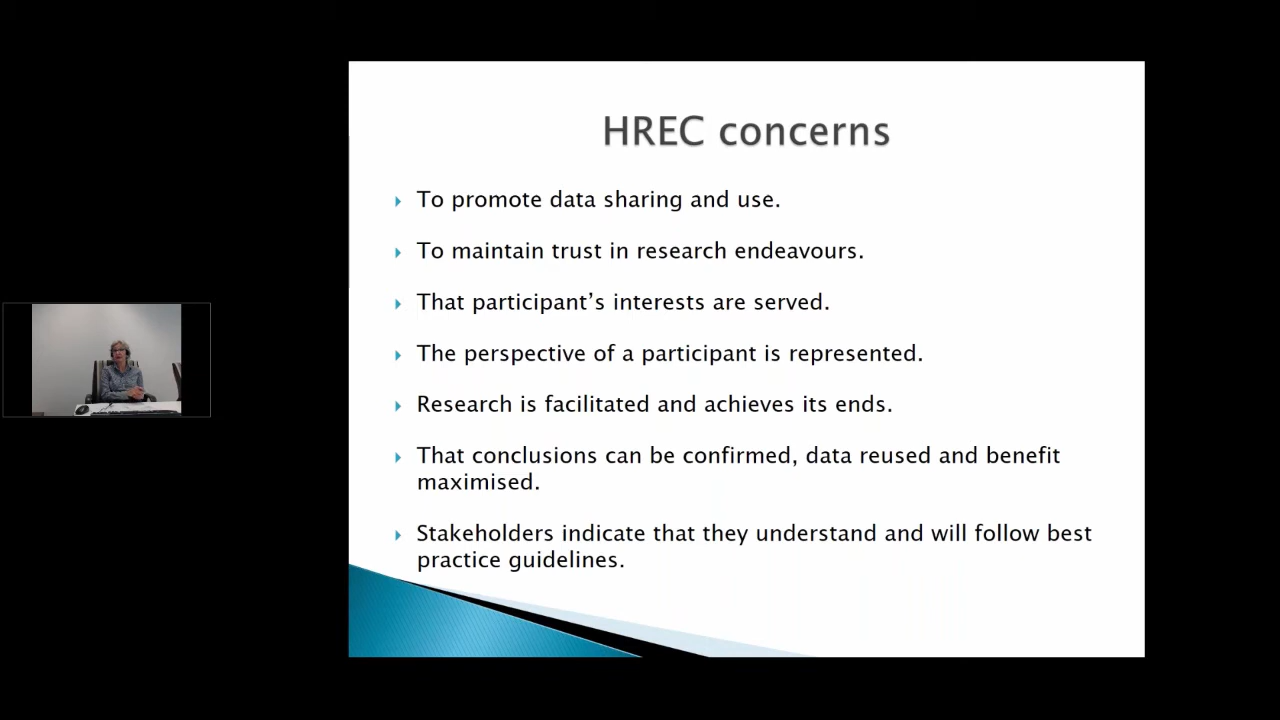 HREC concerns
To promote data sharing and use.
To maintain trust in research endeavours.
That participant’s interests are served.
The perspective of a participant is represented.
Research is facilitated and achieves its ends.
That conclusions can be confirmed, data reused and benefit
maximised.
Stakeholders indicate that they understand and will follow best
practice guidelines.